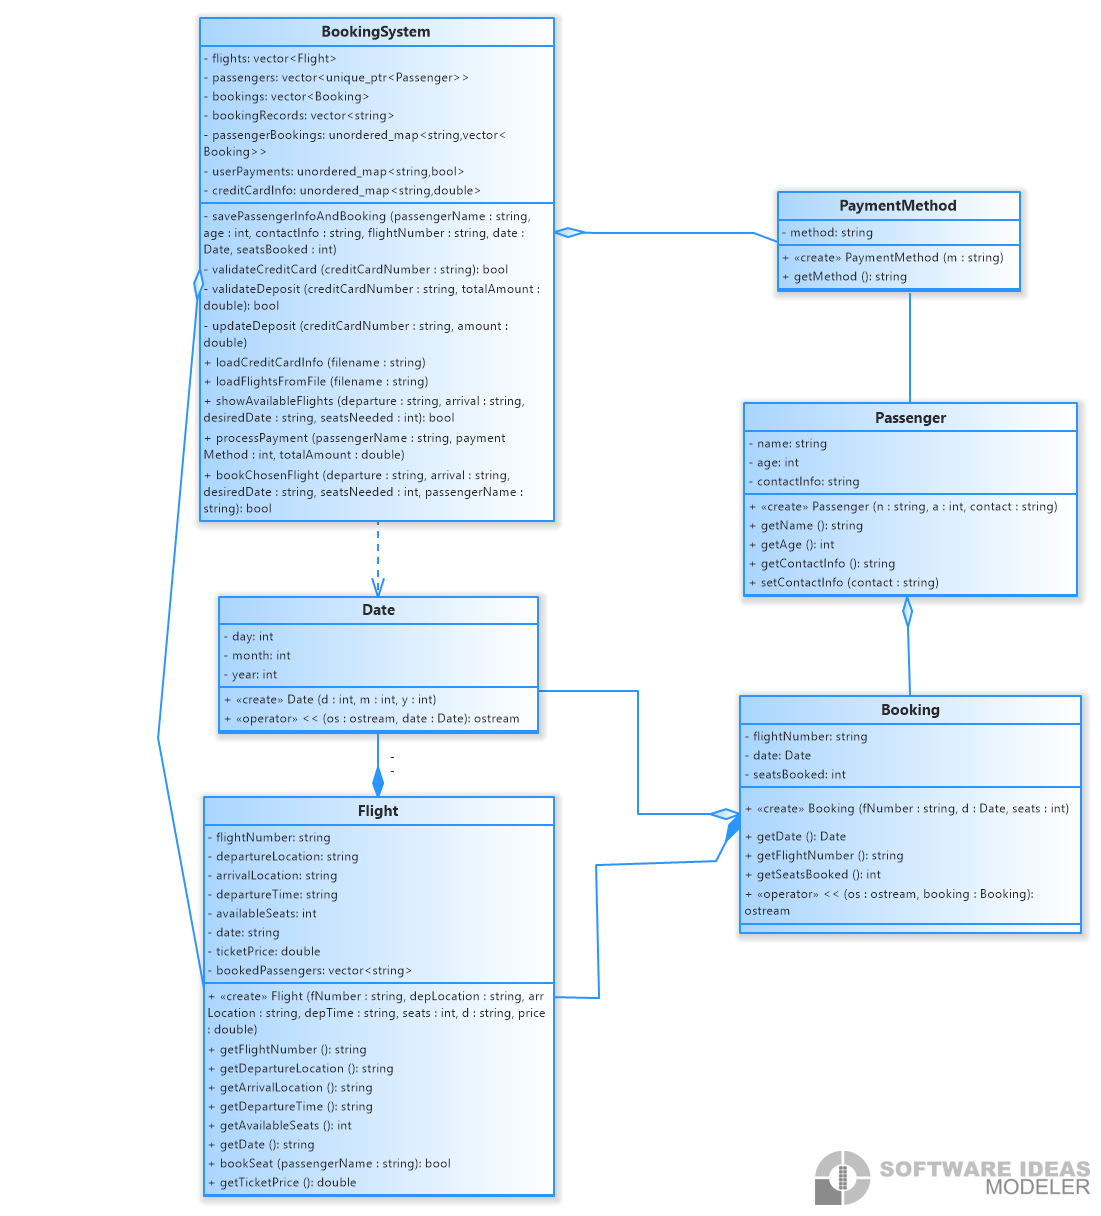 BookingSystem
- flights: vector<Flight>
- passengers: vector<unique_ptr<Passenger>>
- bookings: vector<Booking>
- bookingRecords: vector<string>
- passengerBookings: unordered_map<string,vector<
Booking>>
- userPayments: unordered_map<string,bool>
- creditCardInfo: unordered_map<string,double>
- savePassengerInfoAndBooking (passengerName : string,
age : int, contactInfo : string, flightNumber : string, date :
Date, seatsBooked : int)
- validateCreditCard (creditCardNumber : string): bool
- validateDeposit (creditCardNumber : string, totalAmount :
double): bool
- updateDeposit (creditCardNumber : string, amount :
double)
+ loadCreditCardInfo (filename : string)
+ loadFlightsFromFile (filename : string)
+ showAvailableFlights (departure : string, arrival : string,
desiredDate : string, seatsNeeded : int): bool
+ processPayment (passengerName : string, payment
Method : int, totalAmount : double)
+ bookChosenFlight (departure : string, arrival : string,
desiredDate : string, seatsNeeded : int, passengerName :
string): bool
PaymentMethod
- method: string
+ «create» PaymentMethod (m : string)
+ getMethod (): string
Passenger
- name: string
- age: int
- contactInfo: string
+ «create» Passenger (n : string, a : int, contact : string)
+ getName (): string
+ getAge (): int
+ getContactInfo (): string
+ setContactInfo (contact : string)
Date
- day: int
- month: int
- year: int
+ «create» Date (d : int, m : int, y : int)
+ «operator» << (os : ostream, date : Date): ostream
-
-
Booking
- flightNumber: string
- date: Date
- seatsBooked: int
+ «create» Booking (fNumber : string, d : Date, seats : int)
+ getDate (): Date
+ getFlightNumber (): string
+ getSeatsBooked (): int
+ «operator» << (os : ostream, booking : Booking):
ostream
Flight
- flightNumber: string
- departureLocation: string
- arrivalLocation: string
- departureTime: string
- availableSeats: int
- date: string
- ticketPrice: double
- bookedPassengers: vector<string>
+ «create» Flight (fNumber : string, depLocation : string, arr
Location : string, depTime : string, seats : int, d : string, price
: double)
+ getFlightNumber (): string
+ getDepartureLocation (): string
+ getArrivalLocation (): string
+ getDepartureTime (): string
+ getAvailableSeats (): int
+ getDate (): string
+ bookSeat (passengerName : string): bool
+ getTicketPrice (): double
SOFTWARE IDEAS
MODELER